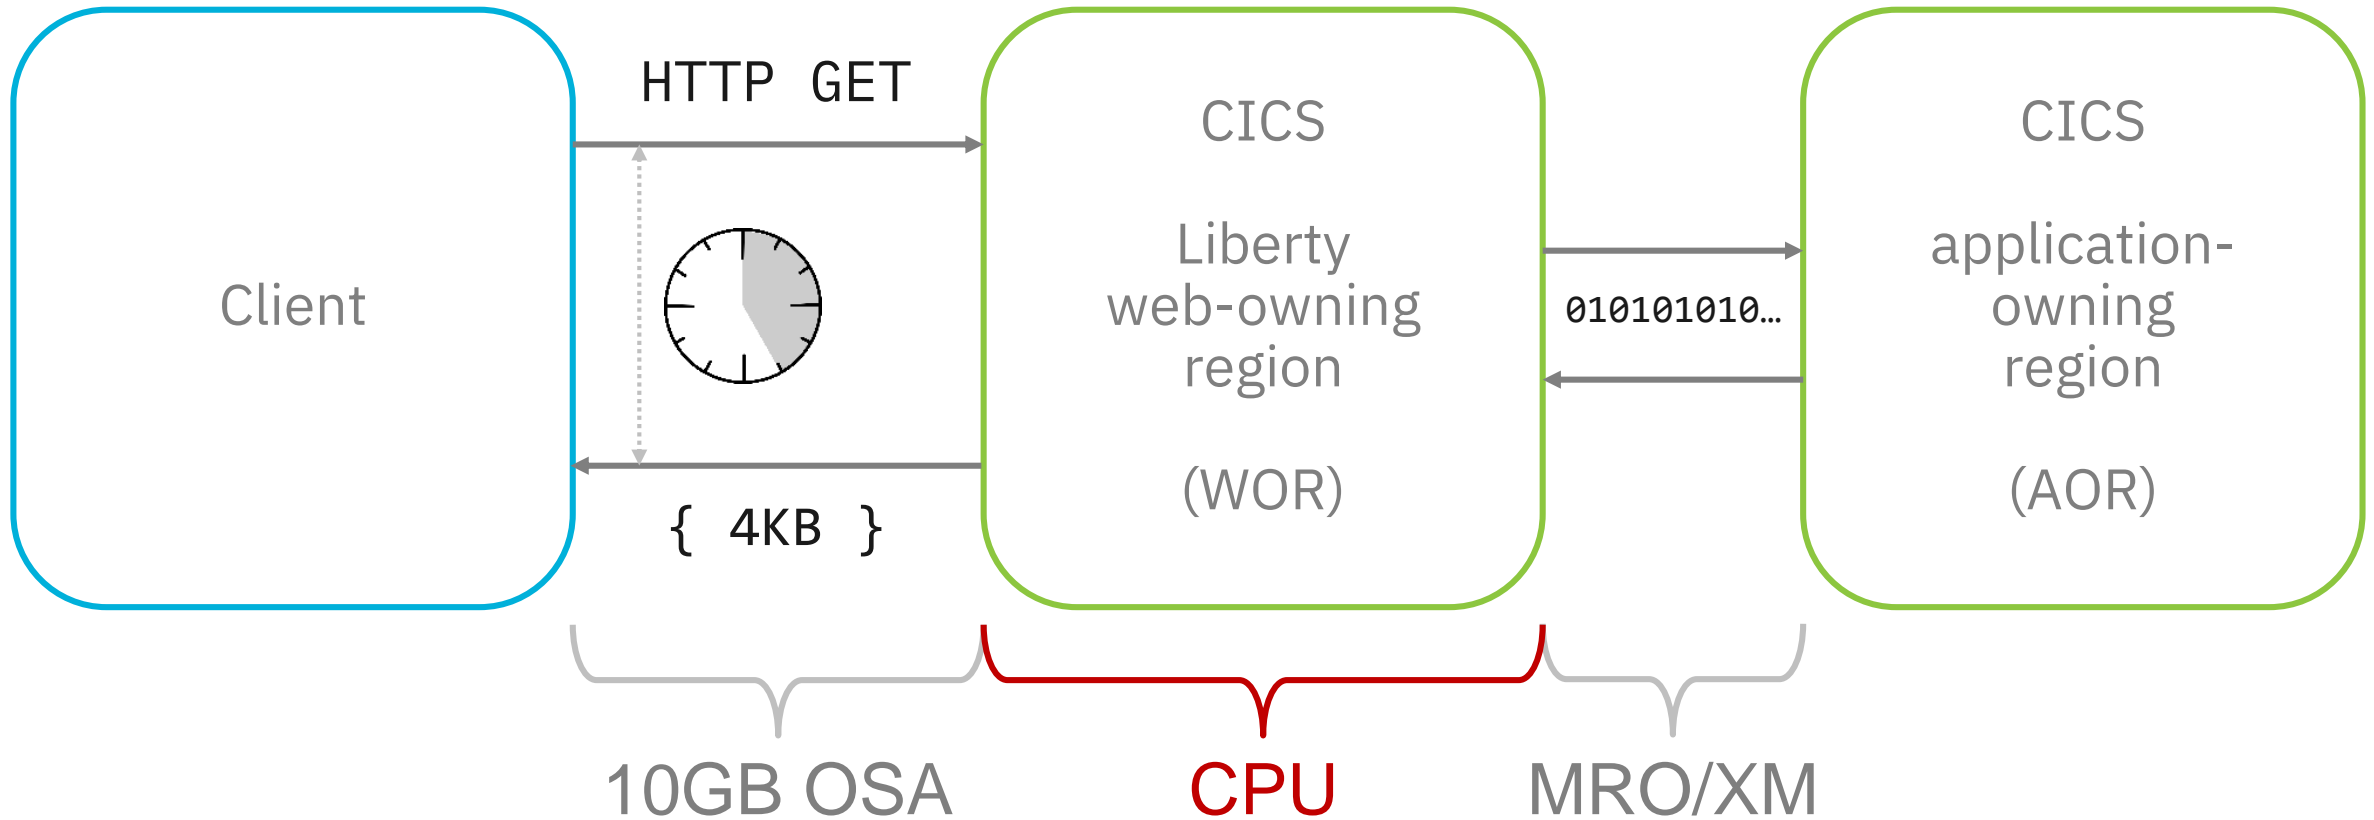 Client
HTTP GET
{ 4KB }
CICS
Liberty
web-owning
region
(WOR)
010101010…
CICS
application-
owning
region
(AOR)
10GB OSA
CPU
MRO/XM